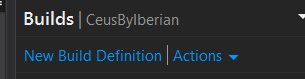 Builds | CeusByIberian
New Build Definition | Actions